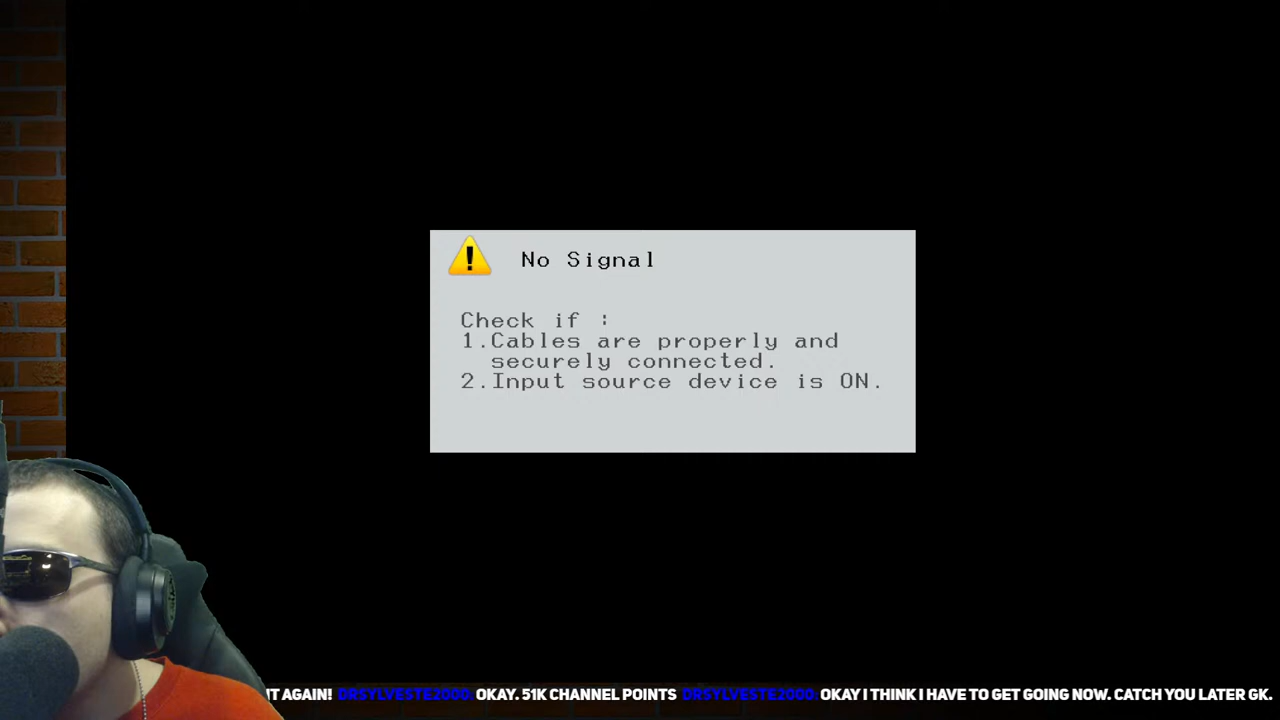 No Signal
Check if :
1.Cables are properly and
securely connected.
2.Input source device is ON.
T AGAIN! DRSYLVESTE2000: OKAY. 51K CHANNEL POINTS DRSYLVESTE2000: OKAY I THINK I HAVE TO GET GOING NOW. CATCH YOU LATER GK.